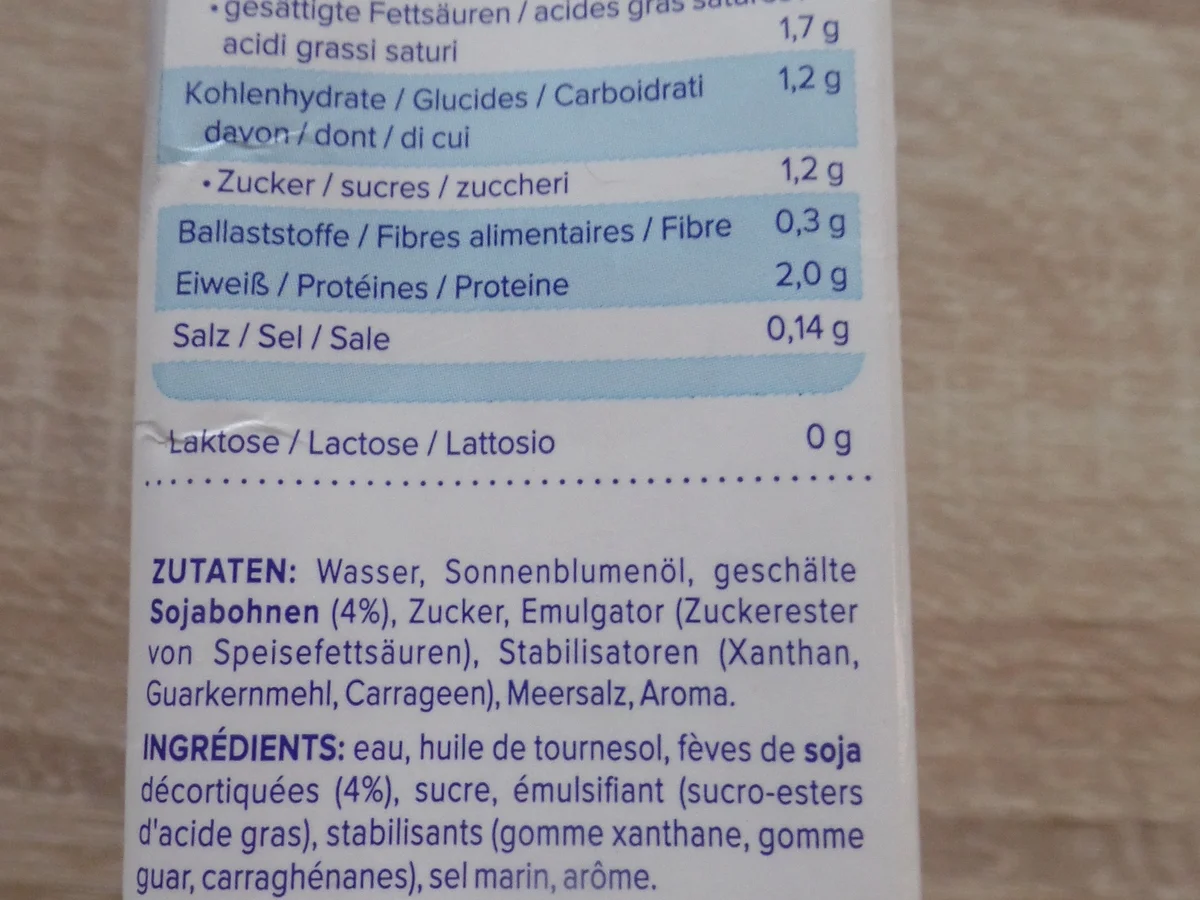 • gesättigte Fettsäuren / acides gras
acidi grassi saturi 1,7 g
Kohlenhydrate / Glucides / Carboidrati 1,2 g
davon / dont / di cui
• Zucker / sucres / zuccheri 1,2 g
Ballaststoffe / Fibres alimentaires / Fibre 0,3 g
Eiweiß / Protéines / Proteine 2,0 g
Salz / Sel / Sale 0,14 g
Laktose / Lactose / Lattosio 0 g
ZUTATEN: Wasser, Sonnenblumenöl, geschälte
Sojabohnen (4%), Zucker, Emulgator (Zuckerester
von Speisefettsäuren), Stabilisatoren (Xanthan,
Guarkernmehl, Carrageen), Meersalz, Aroma.
INGRÉDIENTS: eau, huile de tournesol, fèves de soja
décortiquées (4%), sucre, émulsifiant (sucro-esters
d'acide gras), stabilisants (gomme xanthane, gomme
guar, carraghénanes), sel marin, arôme.